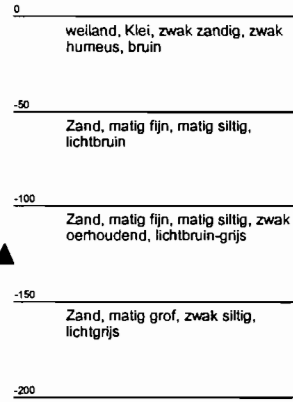 0
weiland, Klei, zwak zandig, zwak
humeus, bruin
-50
Zand, matig fijn, matig siltig,
lichtbruin
-100
Zand, matig fijn, matig siltig, zwak
oerhoudend, lichtbruin-grijs
-150
Zand, matig grof, zwak siltig,
lichtgrijs
-200